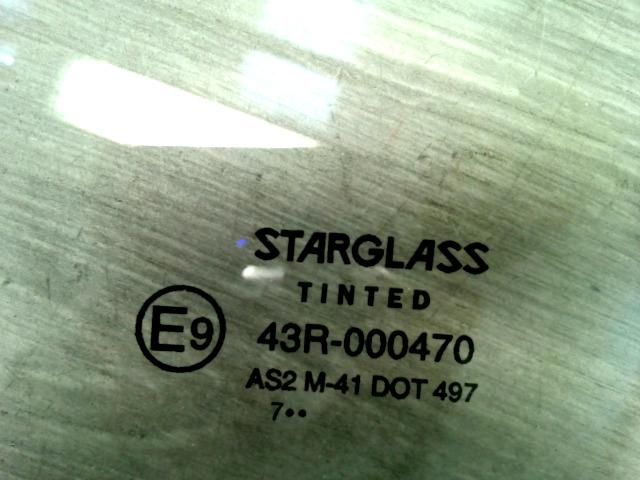 STARGLASS
TINTED
E9 43R-000470
AS2 M-41 DOT 497
7••